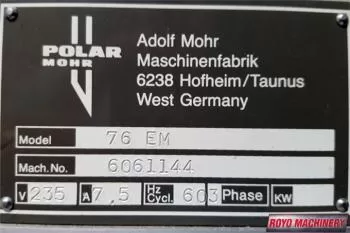 POLAR
MOHR
Adolf Mohr
Maschinenfabrik
6238 Hofheim/Taunus
West Germany
Model 76 EM
Mach.No. 6061144
V 235 A 7,5 Hz Cycl. 60 3 Phase KW
ROYO MACHINERY